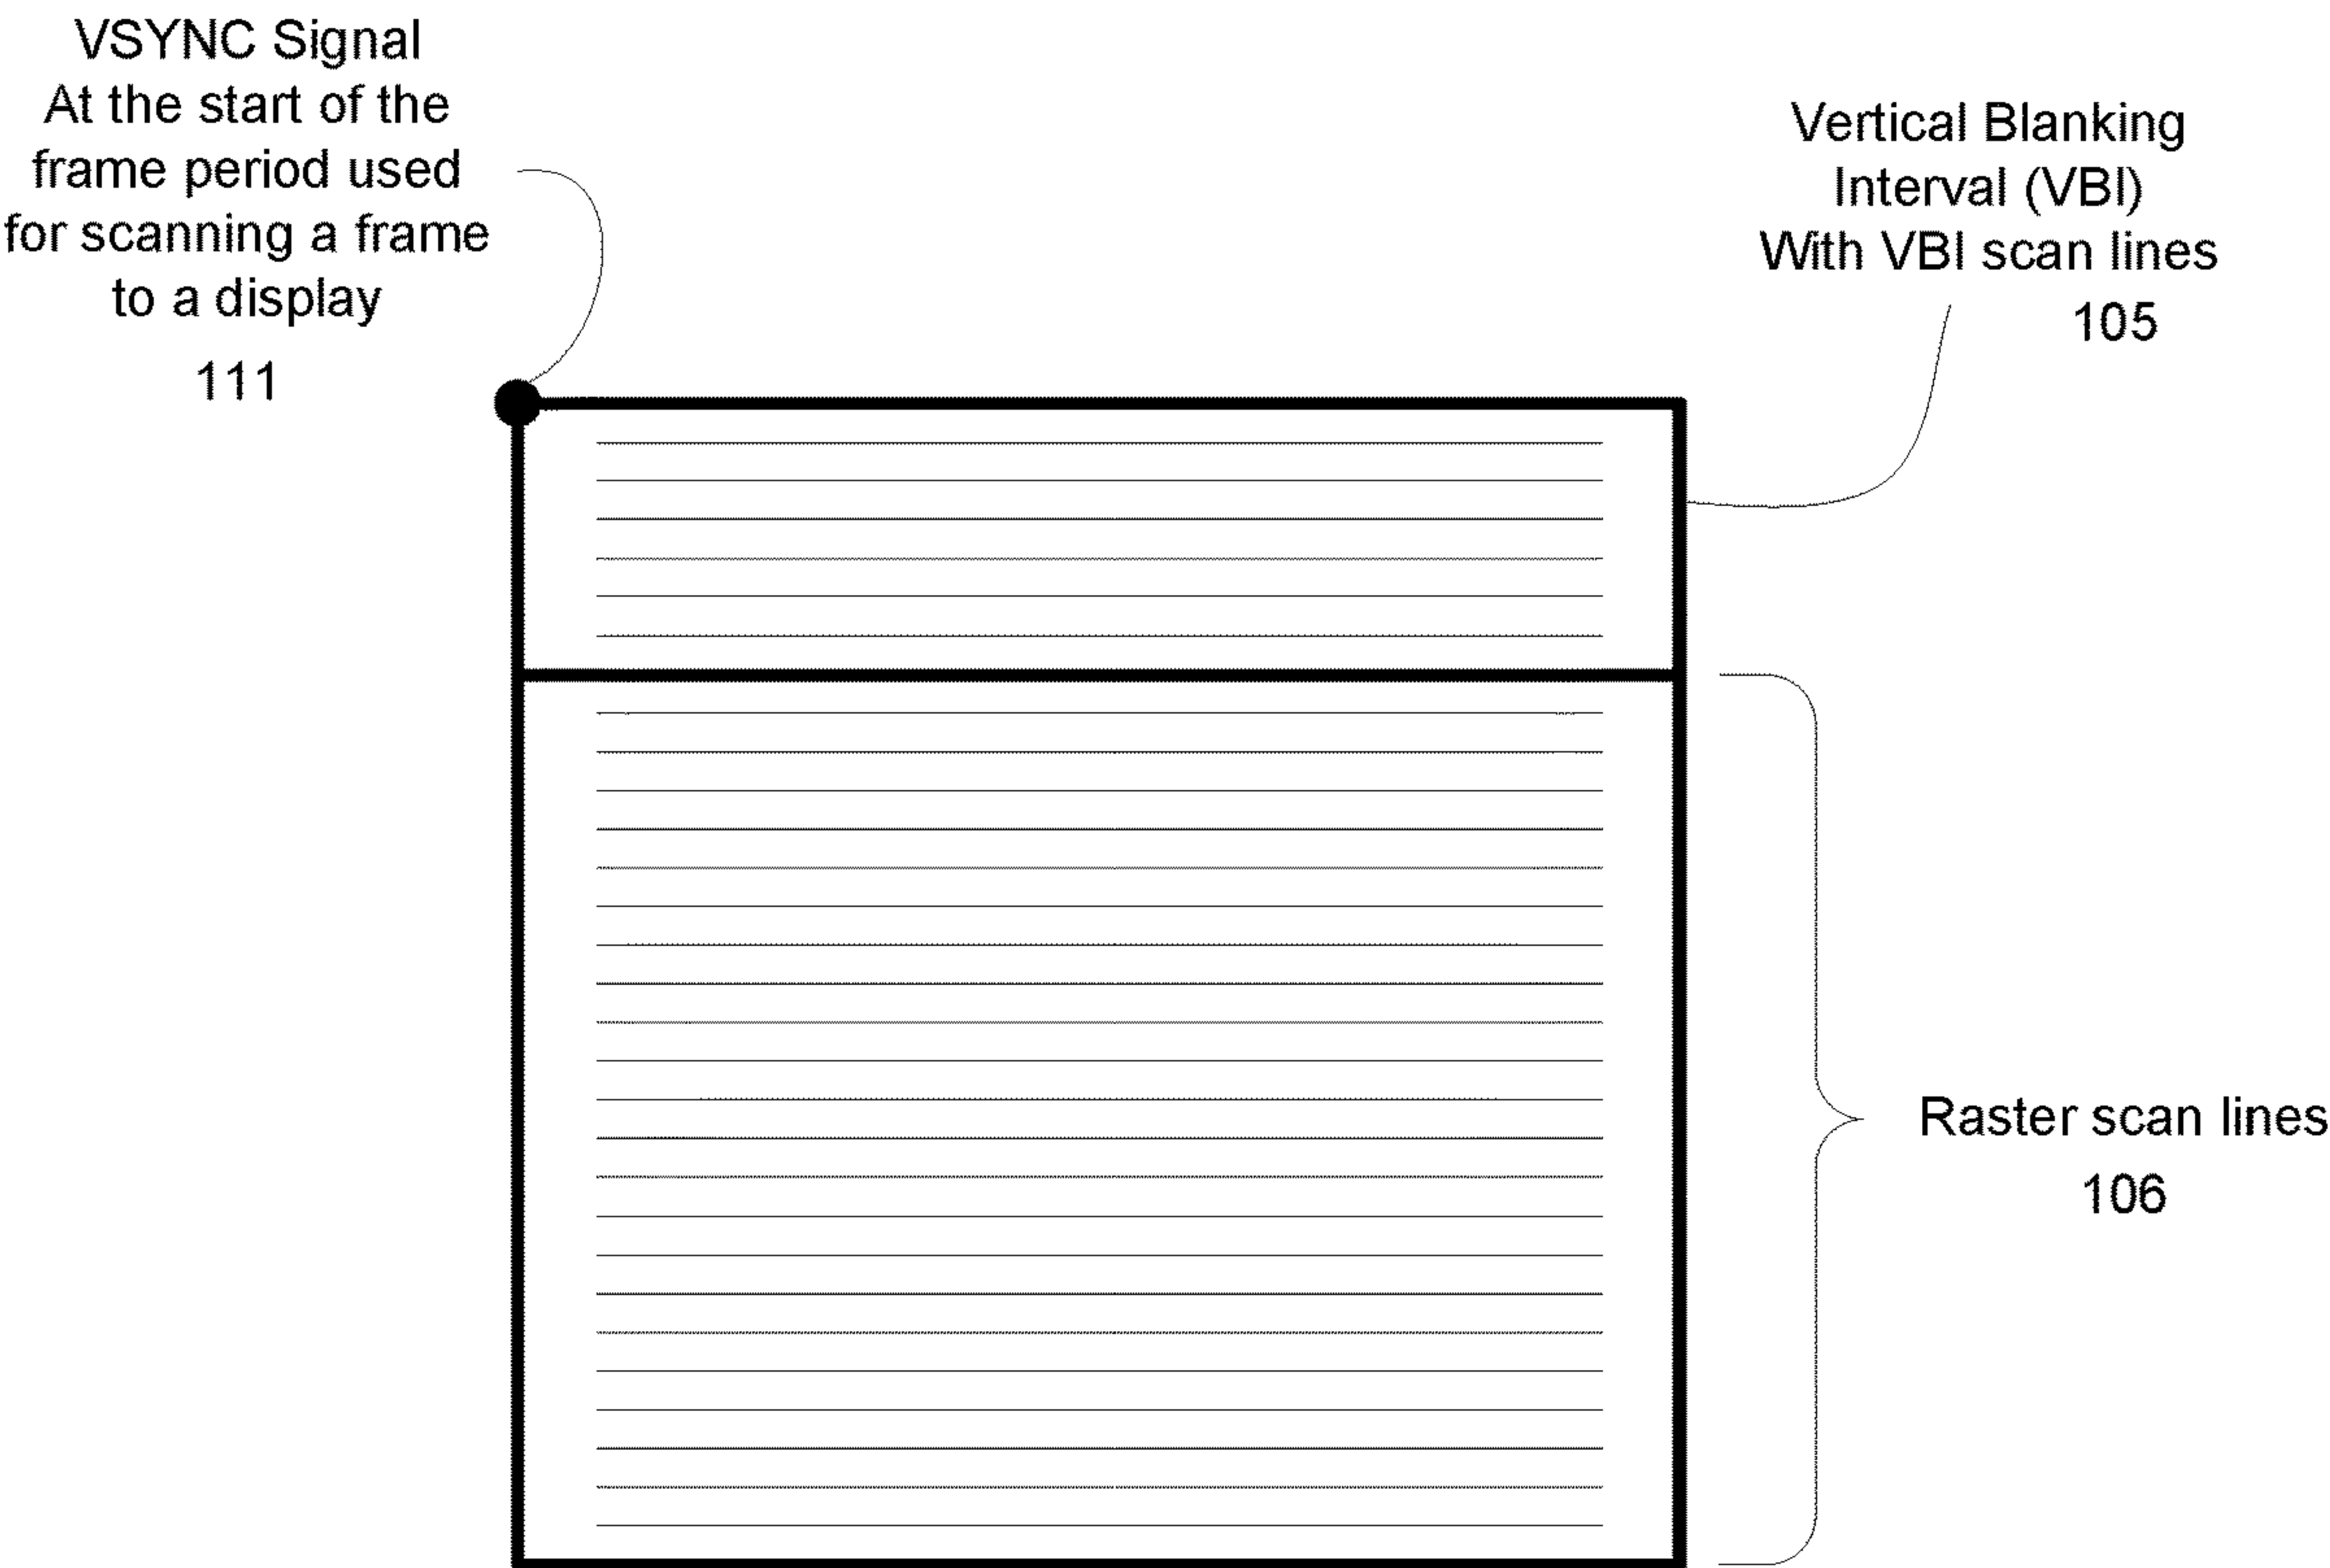 VSYNC Signal
At the start of the
frame period used
for scanning a frame
to a display
111
Vertical Blanking
Interval (VBI)
With VBI scan lines
105
Raster scan lines
106